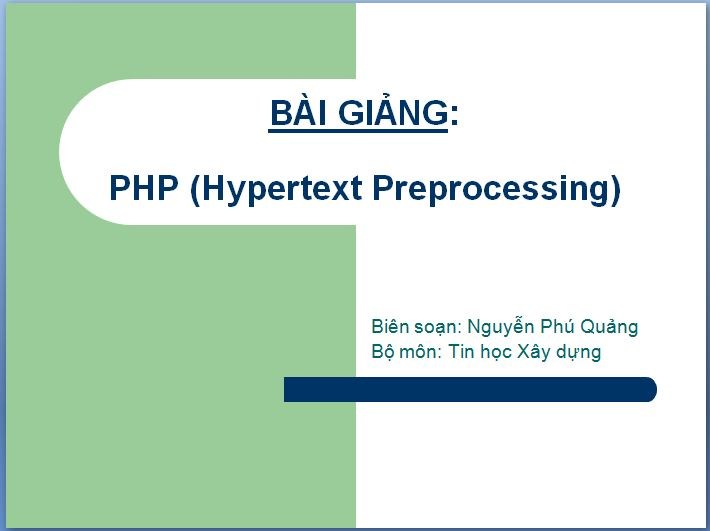 BÀI GIẢNG:
PHP (Hypertext Preprocessing)
Biên soạn: Nguyễn Phú Quảng
Bộ môn: Tin học Xây dựng